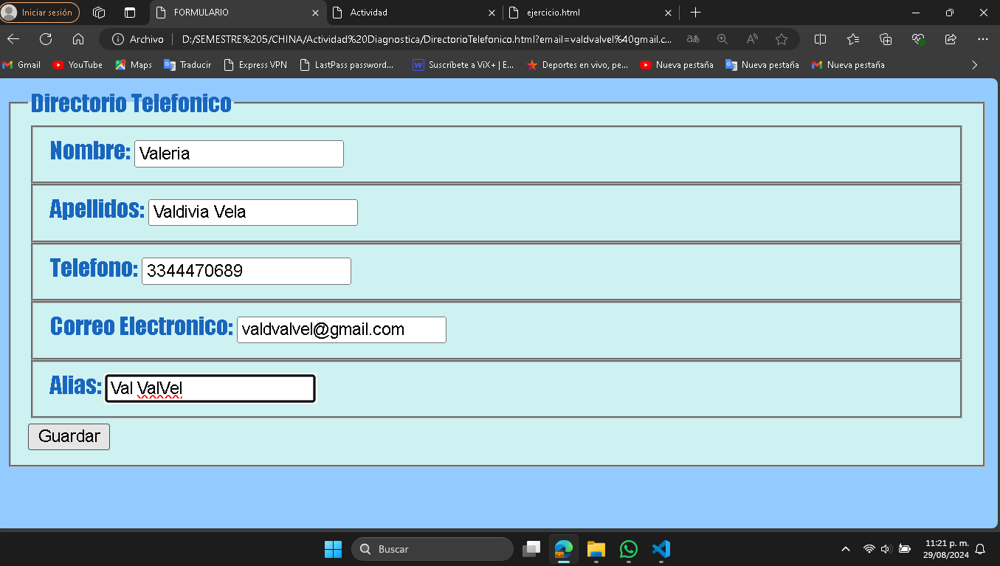 Iniciar sesión
FORMULARIO
Actividad
ejercicio.html
Archivo
D:/SEMESTRE%205/CHINA/Actividad%20Diagnostica/DirectorioTelefonico.html?email=valdvalvel%40gmail.c...
Gmail
YouTube
Maps
Traducir
Express VPN
LastPass password...
Suscríbete a ViX+ | E...
Deportes en vivo, pe...
Nueva pestaña
Nueva pestaña
Nueva pestaña
Directorio Telefonico
Nombre: Valeria
Apellidos: Valdivia Vela
Telefono: 3344470689
Correo Electronico: valdvalvel@gmail.com
Alias: Val ValVel
Guardar
Buscar
11:21 p. m.
29/08/2024